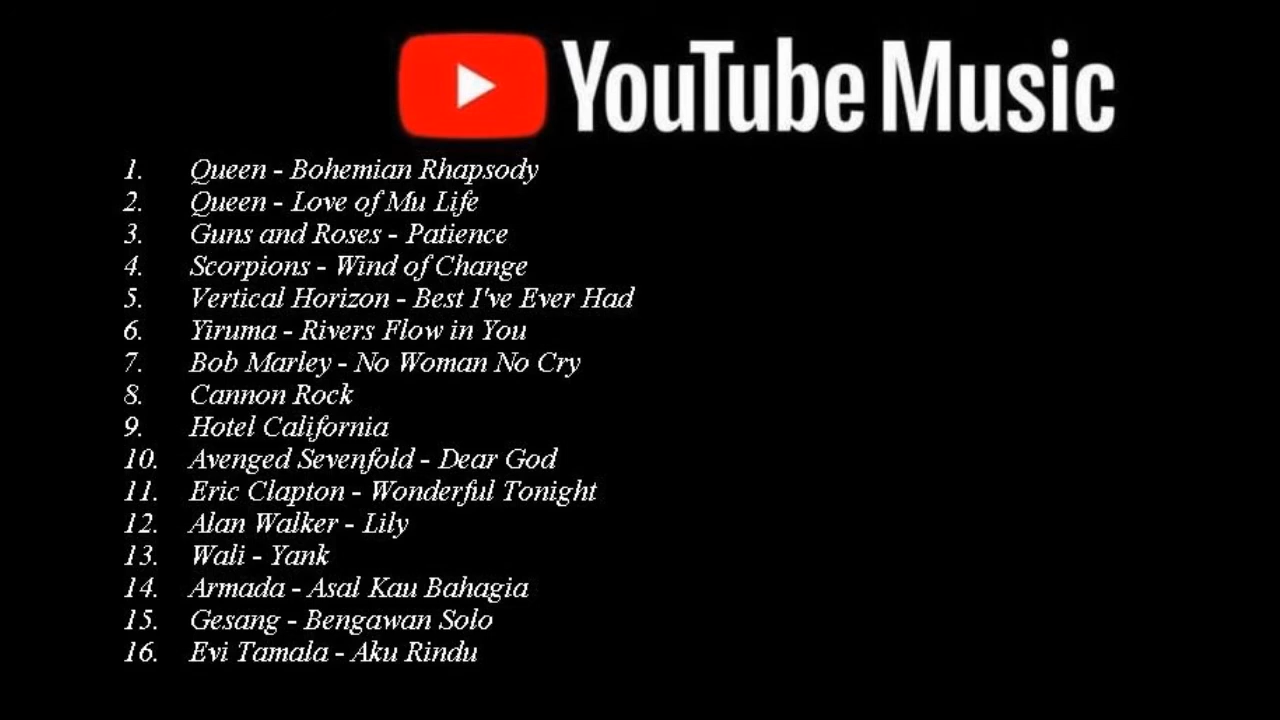 YouTube Music
1. Queen - Bohemian Rhapsody
2. Queen - Love of Mu Life
3. Guns and Roses - Patience
4. Scorpions - Wind of Change
5. Vertical Horizon - Best I've Ever Had
6. Yiruma - Rivers Flow in You
7. Bob Marley - No Woman No Cry
8. Cannon Rock
9. Hotel California
10. Avenged Sevenfold - Dear God
11. Eric Clapton - Wonderful Tonight
12. Alan Walker - Lily
13. Wali - Yank
14. Armada - Asal Kau Bahagia
15. Gesang - Bengawan Solo
16. Evi Tamala - Aku Rindu